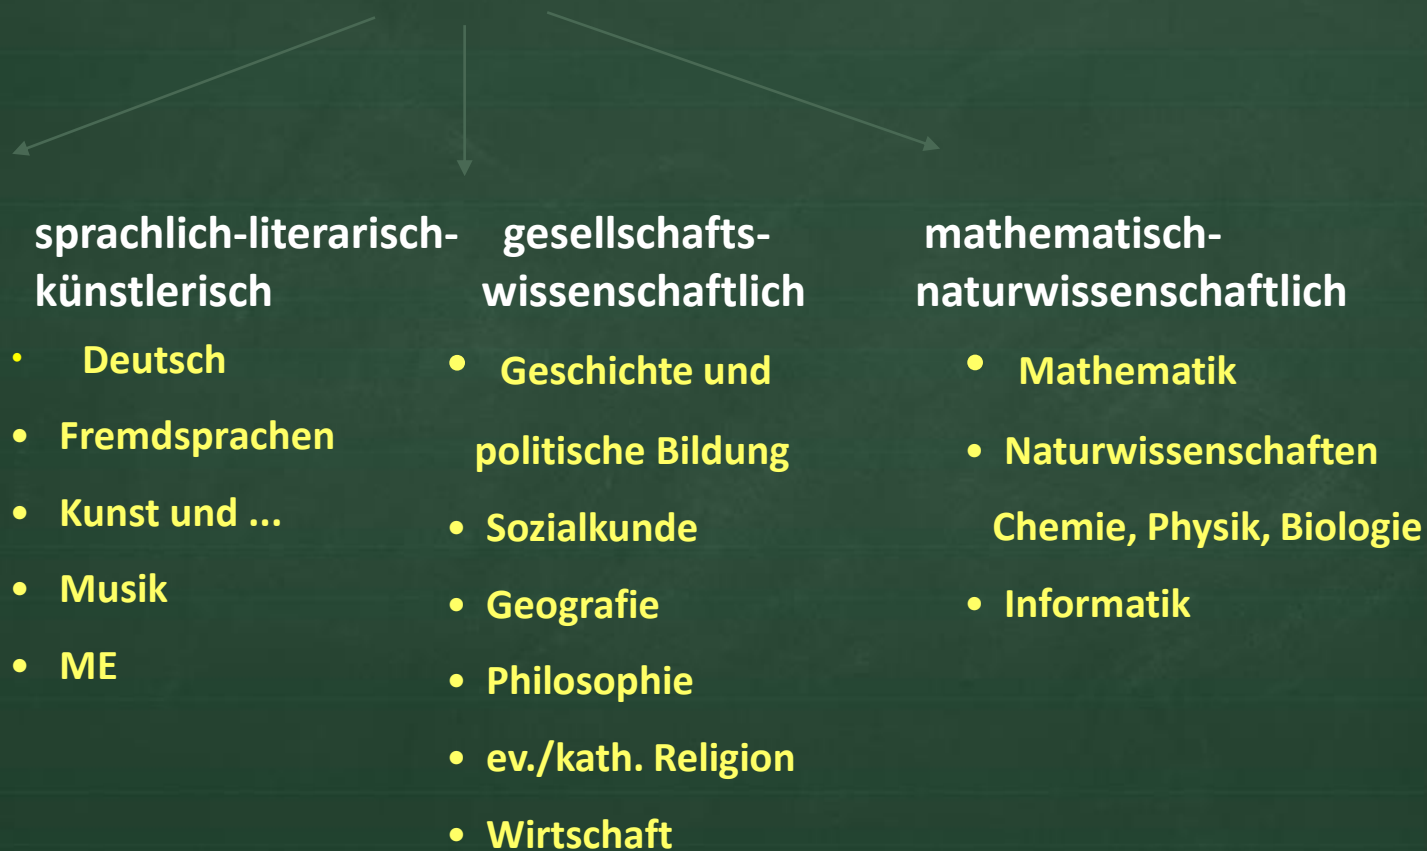 sprachlich-literarisch-
künstlerisch
• Deutsch
• Fremdsprachen
• Kunst und ...
• Musik
• ME
gesellschafts-
wissenschaftlich
• Geschichte und
politische Bildung
• Sozialkunde
• Geografie
• Philosophie
• ev./kath. Religion
• Wirtschaft
mathematisch-
naturwissenschaftlich
• Mathematik
• Naturwissenschaften
Chemie, Physik, Biologie
• Informatik